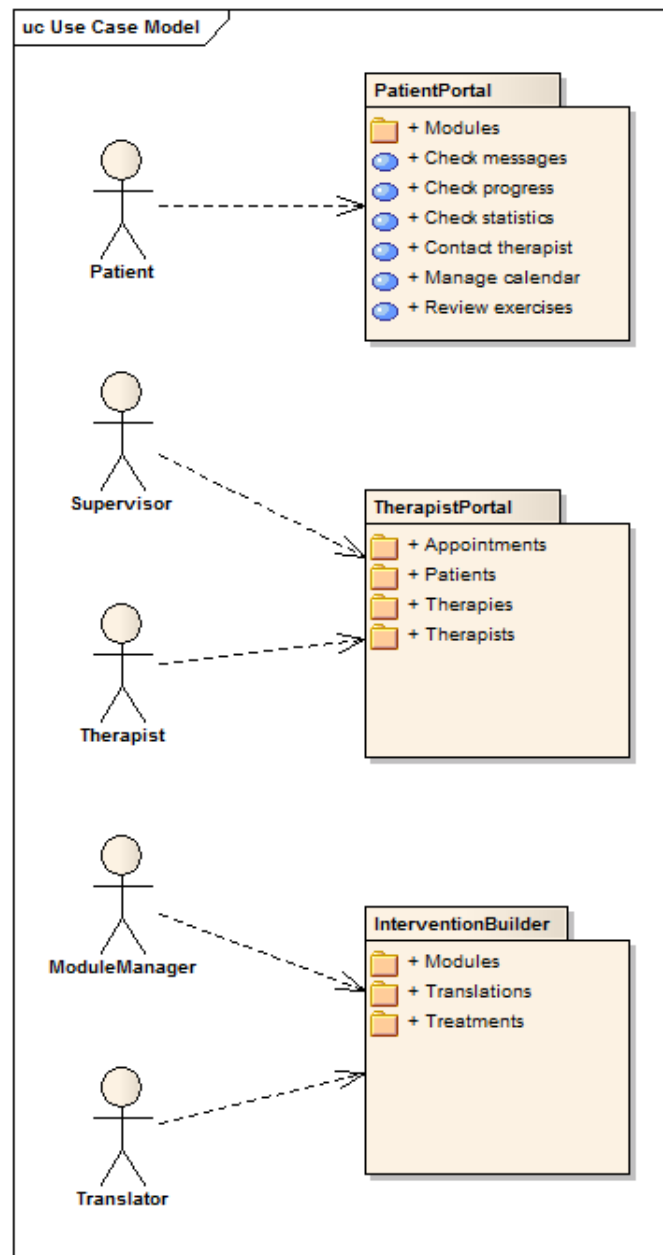 uc Use Case Model
PatientPortal
+ Modules
+ Check messages
+ Check progress
+ Check statistics
+ Contact therapist
+ Manage calendar
+ Review exercises
Patient
Supervisor
TherapistPortal
+ Appointments
+ Patients
+ Therapies
+ Therapists
Therapist
ModuleManager
InterventionBuilder
+ Modules
+ Translations
+ Treatments
Translator